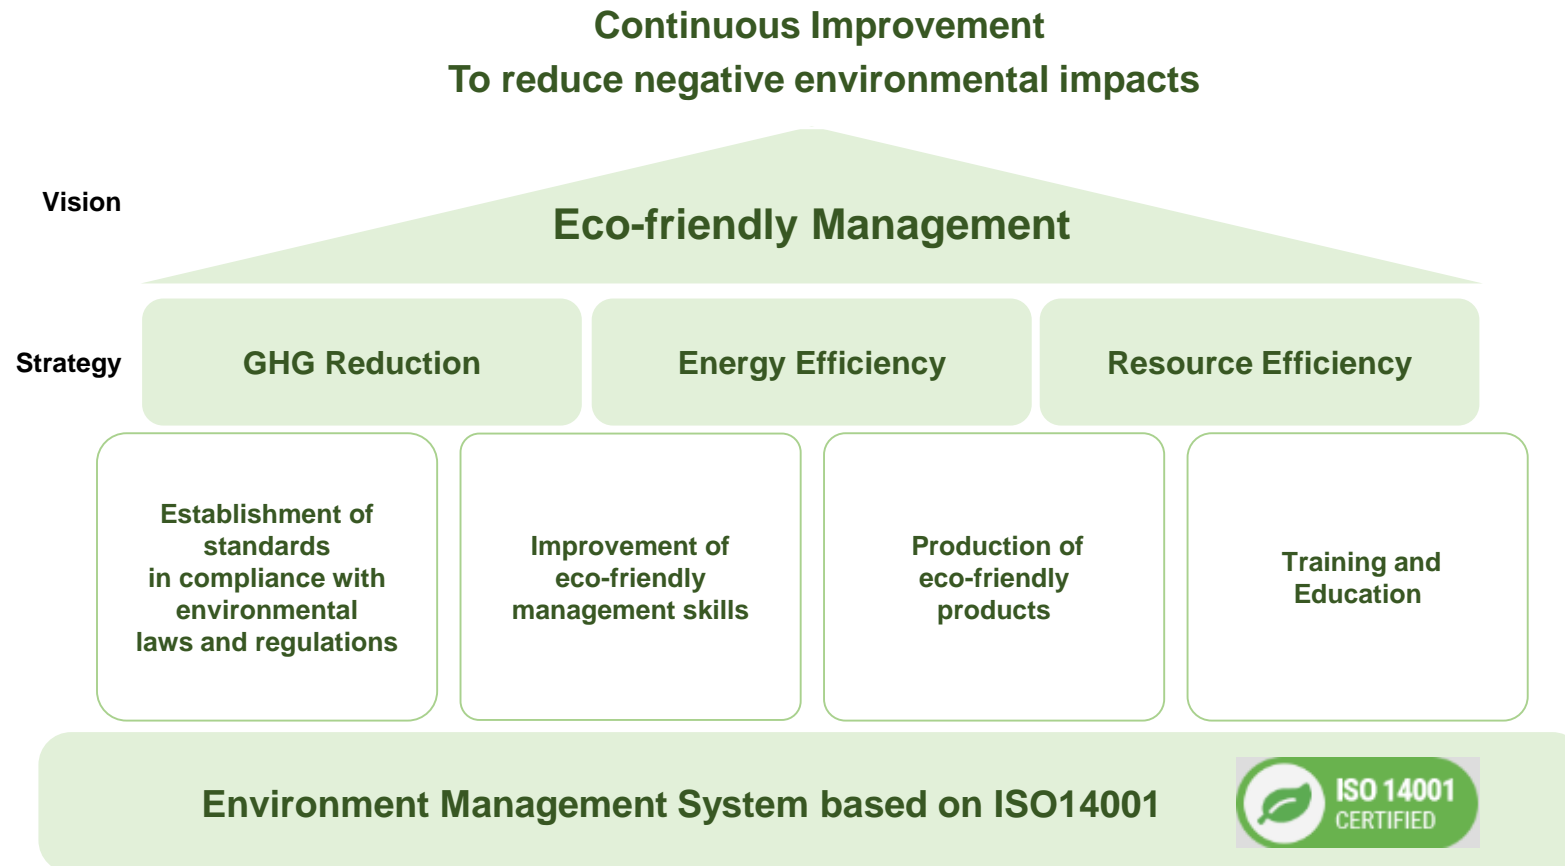 Continuous Improvement
To reduce negative environmental impacts
Vision
Eco-friendly Management
Strategy
GHG Reduction
Energy Efficiency
Resource Efficiency
Establishment of
standards
in compliance with
environmental
laws and regulations
Improvement of
eco-friendly
management skills
Production of
eco-friendly
products
Training and
Education
Environment Management System based on ISO14001
ISO 14001
CERTIFIED